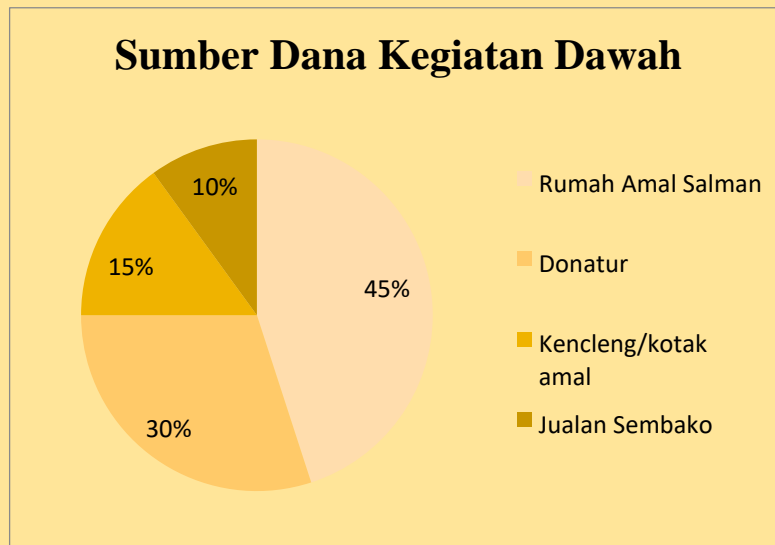 Sumber Dana Kegiatan Dawah
10%
15%
45%
30%
Rumah Amal Salman
Donatur
Kencleng/kotak
amal
Jualan Sembako